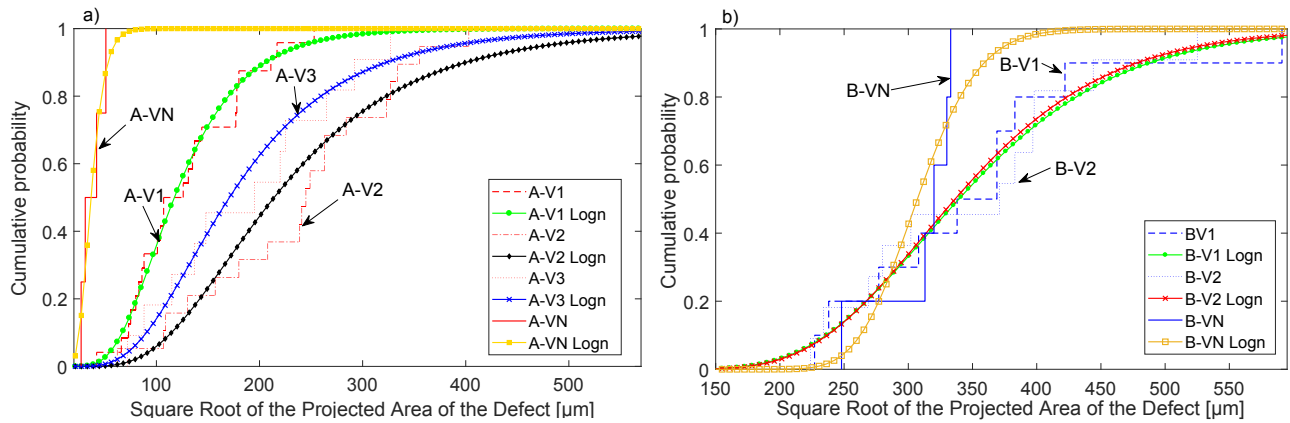 a)
Cumulative probability
1
0.8
0.6
0.4
0.2
0
100
200
300
400
500
Square Root of the Projected Area of the Defect [µm]
A-VN
A-V1
A-V3
A-V2
A-V1
A-V1 Logn
A-V2
A-V2 Logn
A-V3
A-V3 Logn
A-VN
A-VN Logn
b)
Cumulative probability
1
0.8
0.6
0.4
0.2
0
150
200
250
300
350
400
450
500
550
Square Root of the Projected Area of the Defect [µm]
B-VN
B-V1
B-V2
BV1
B-V1 Logn
B-V2
B-V2 Logn
B-VN
B-VN Logn